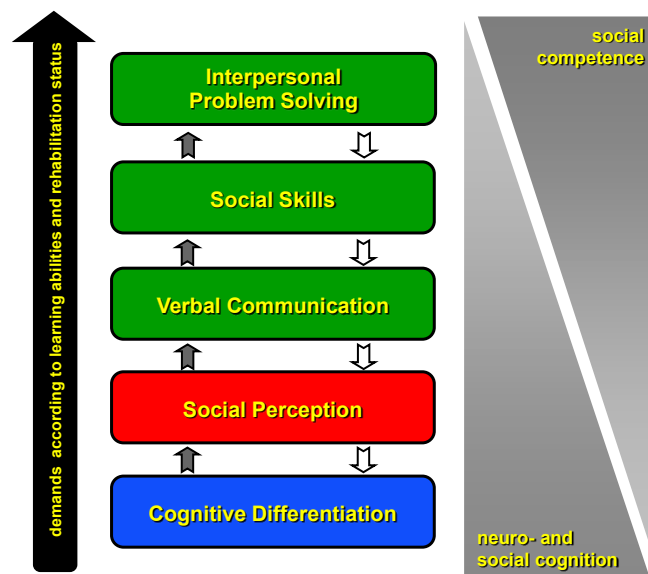 demands according to learning abilities and rehabilitation status
Interpersonal
Problem Solving
Social Skills
Verbal Communication
Social Perception
Cognitive Differentiation
social
competence
neuro- and
social cognition